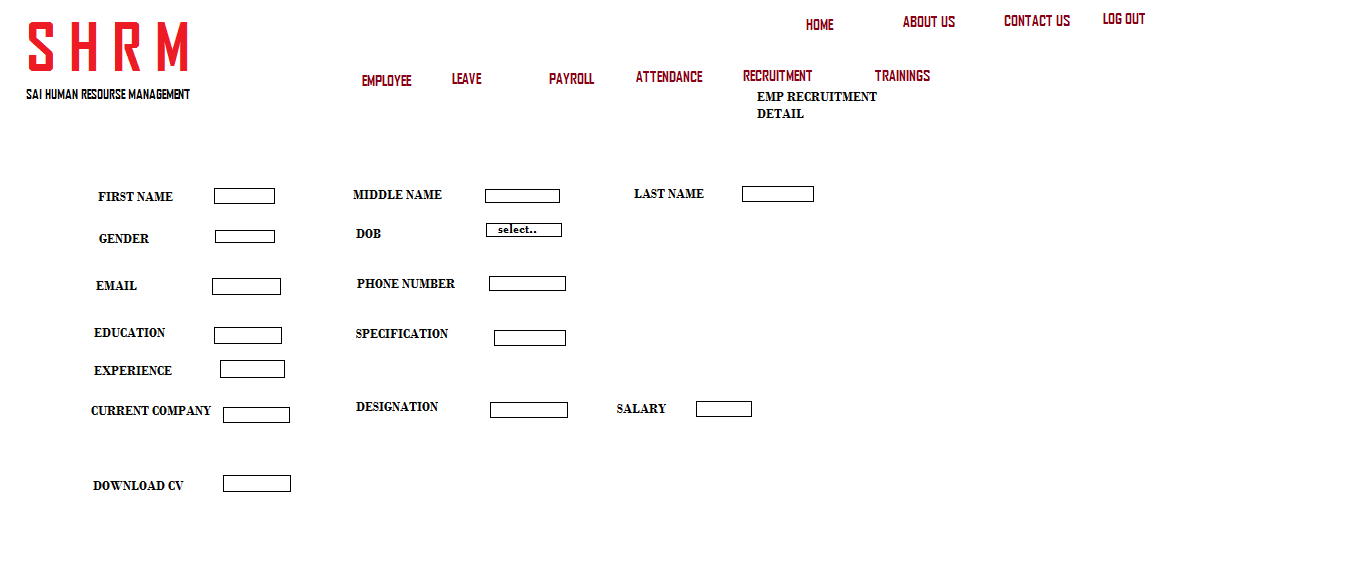 S H R M
SAI HUMAN RESOURSE MANAGEMENT
HOME ABOUT US CONTACT US LOG OUT
EMPLOYEE LEAVE PAYROLL ATTENDANCE RECRUITMENT TRAININGS
EMP RECRUITMENT
DETAIL
FIRST NAME MIDDLE NAME LAST NAME
GENDER DOB select..
EMAIL PHONE NUMBER
EDUCATION SPECIFICATION
EXPERIENCE
CURRENT COMPANY DESIGNATION SALARY
DOWNLOAD CV